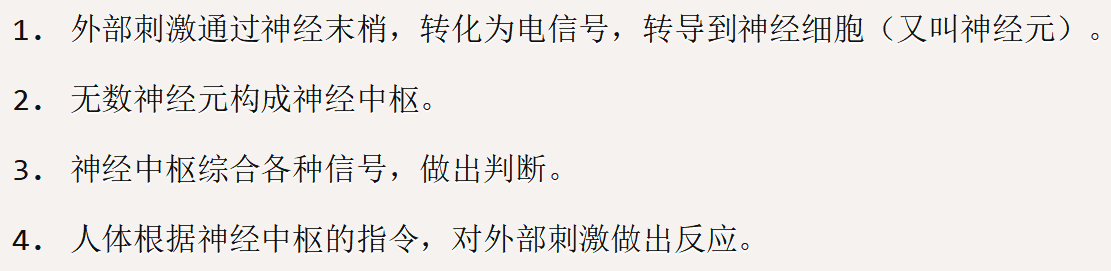 1. 外部刺激通过神经末梢，转化为电信号，转导到神经细胞（又叫神经元）。
2. 无数神经元构成神经中枢。
3. 神经中枢综合各种信号，做出判断。
4. 人体根据神经中枢的指令，对外部刺激做出反应。